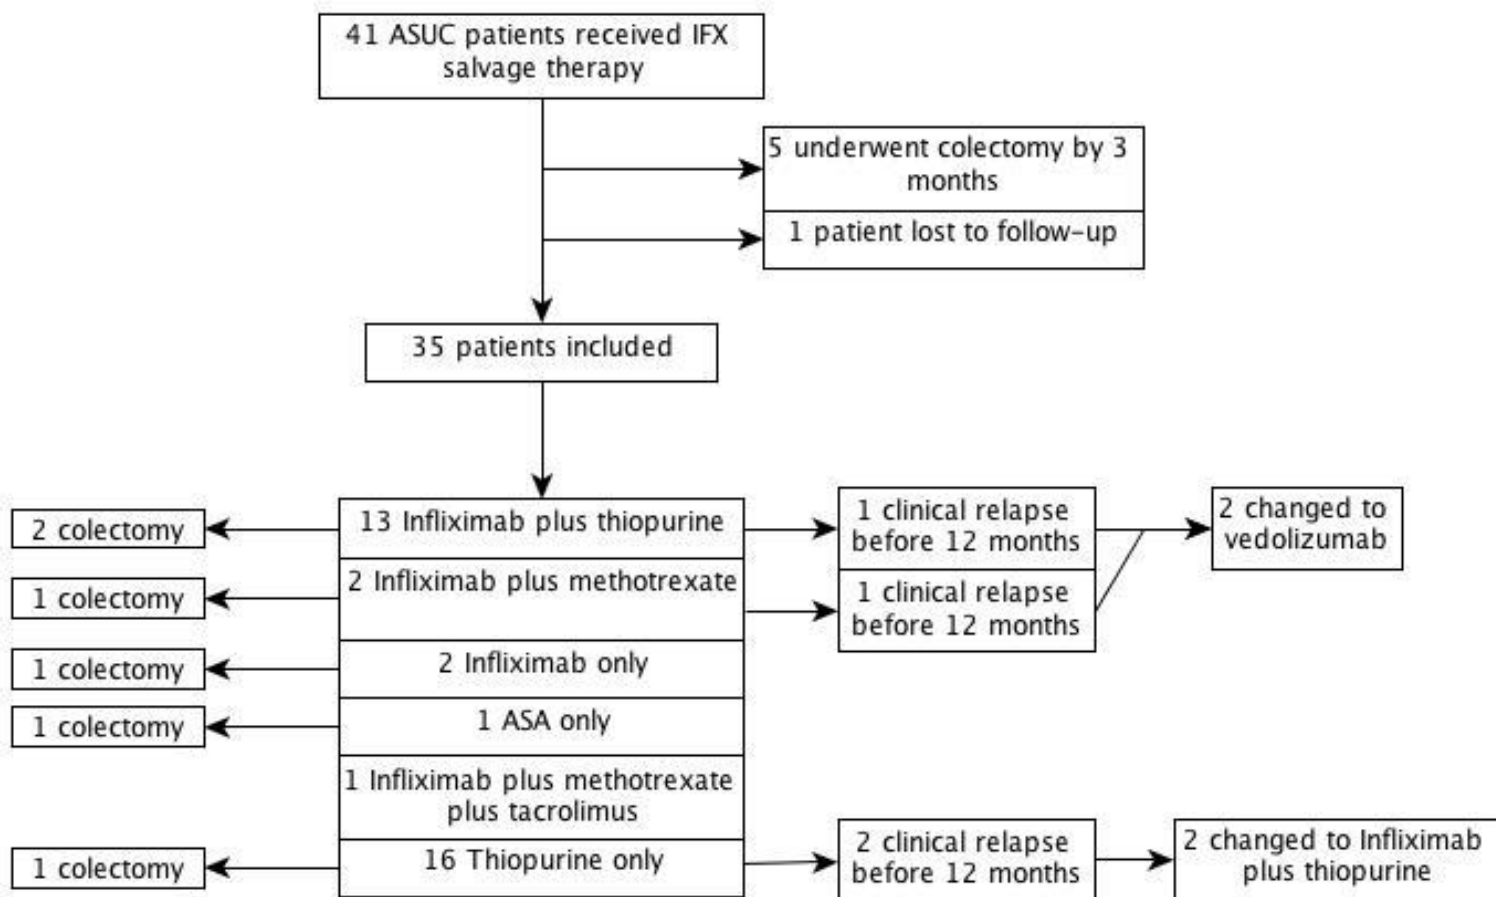 41 ASUC patients received IFX
salvage therapy
5 underwent colectomy by 3
months
1 patient lost to follow-up
35 patients included
2 colectomy
13 Infliximab plus thiopurine
1 clinical relapse
before 12 months
2 changed to
vedolizumab
1 colectomy
2 Infliximab plus methotrexate
1 clinical relapse
before 12 months
1 colectomy
2 Infliximab only
1 colectomy
1 ASA only
1 Infliximab plus methotrexate
plus tacrolimus
1 colectomy
16 Thiopurine only
2 clinical relapse
before 12 months
2 changed to Infliximab
plus thiopurine